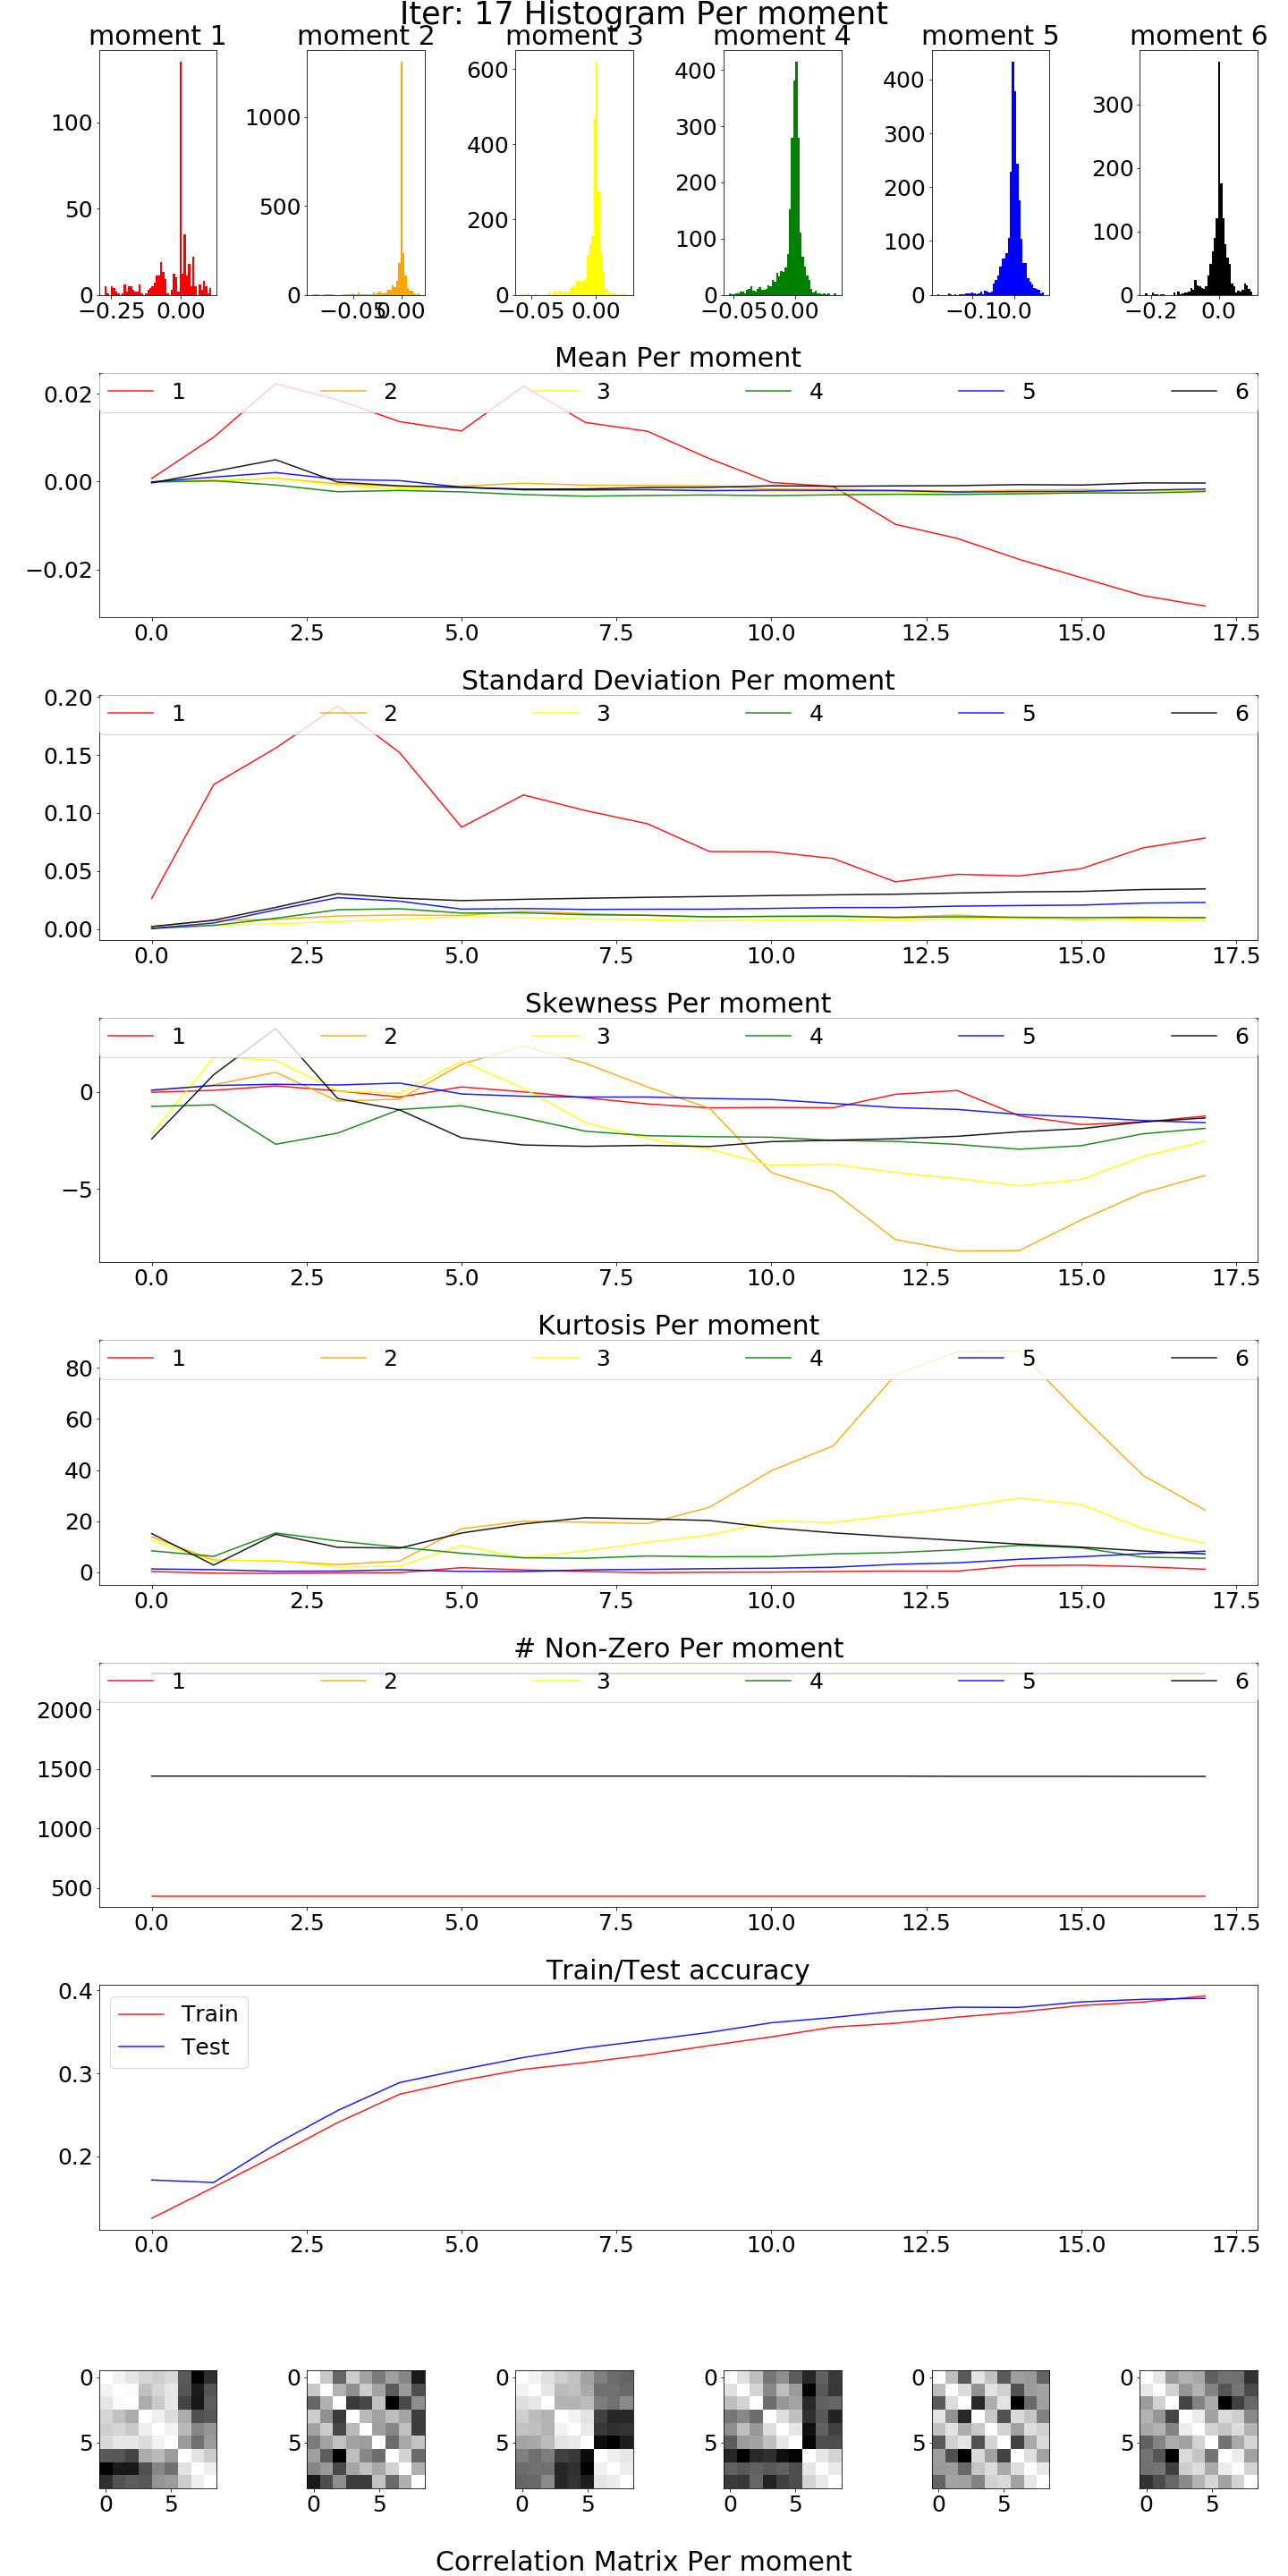 Iter: 17 Histogram Per moment
moment 1 moment 2 moment 3 moment 4 moment 5 moment 6
100
50
0
−0.25 0.00
1000
500
0
−0.05 0.00
600
400
200
0
−0.05 0.00
400
300
200
100
0
−0.05 0.00
400
300
200
100
0
−0.1 0.0
300
200
100
0
−0.2 0.0
Mean Per moment
1 2 3 4 5 6
0.02
0.00
−0.02
0.0 2.5 5.0 7.5 10.0 12.5 15.0 17.5
Standard Deviation Per moment
1 2 3 4 5 6
0.20
0.15
0.10
0.05
0.00
0.0 2.5 5.0 7.5 10.0 12.5 15.0 17.5
Skewness Per moment
1 2 3 4 5 6
0
−5
0.0 2.5 5.0 7.5 10.0 12.5 15.0 17.5
Kurtosis Per moment
1 2 3 4 5 6
80
60
40
20
0
0.0 2.5 5.0 7.5 10.0 12.5 15.0 17.5
# Non-Zero Per moment
1 2 3 4 5 6
2000
1500
1000
500
0.0 2.5 5.0 7.5 10.0 12.5 15.0 17.5
Train/Test accuracy
Train
Test
0.4
0.3
0.2
0.0 2.5 5.0 7.5 10.0 12.5 15.0 17.5
0 0 0 0 0 0
5 5 5 5 5 5
0 5 0 5 0 5 0 5 0 5 0 5
Correlation Matrix Per moment